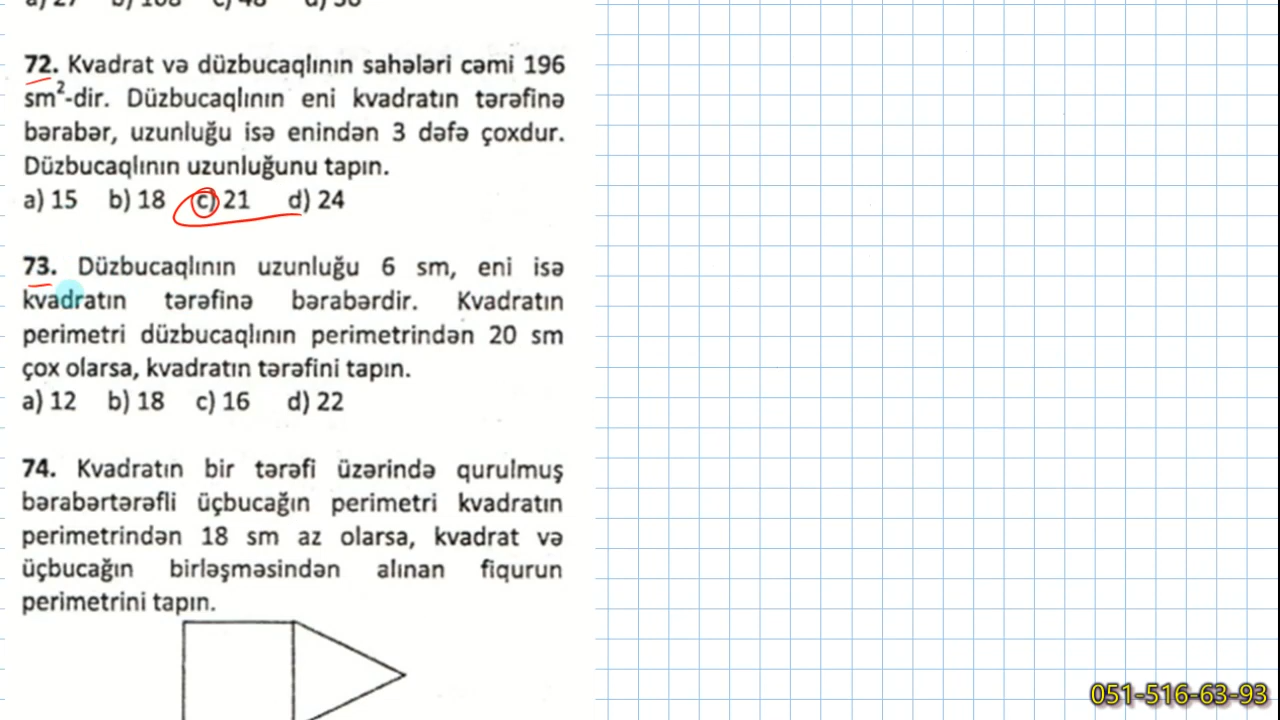 a) 27 b) 108 c) 48 d) 56
72. Kvadrat və düzbucaqlının sahələri cəmi 196
sm²-dir. Düzbucaqlının eni kvadratın tərəfinə
bərabər, uzunluğu isə enindən 3 dəfə çoxdur.
Düzbucaqlının uzunluğunu tapın.
a) 15 b) 18 c) 21 d) 24
73. Düzbucaqlının uzunluğu 6 sm, eni isə
kvadratın tərəfinə bərabərdir. Kvadratın
perimetri düzbucaqlının perimetrindən 20 sm
çox olarsa, kvadratın tərəfini tapın.
a) 12 b) 18 c) 16 d) 22
74. Kvadratın bir tərəfi üzərində qurulmuş
bərabərtərəfli üçbucağın perimetri kvadratın
perimetrindən 18 sm az olarsa, kvadrat və
üçbucağın birləşməsindən alınan fiqurun
perimetrini tapın.
051-516-63-93